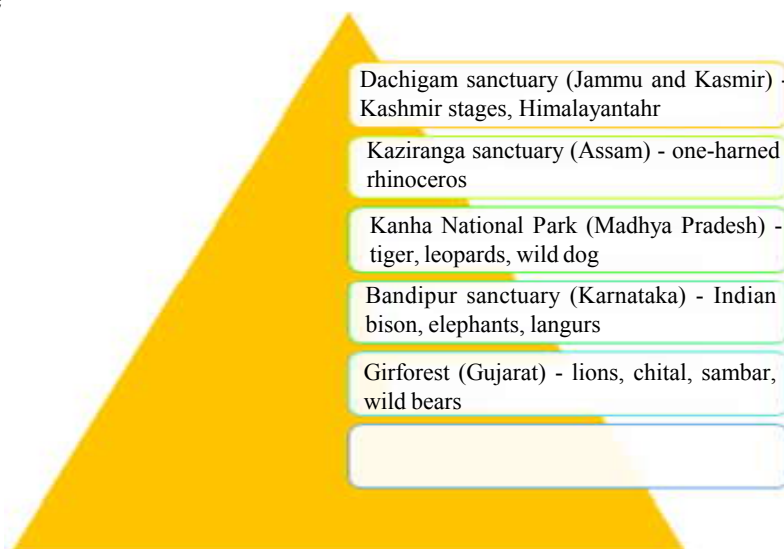 Dachigam sanctuary (Jammu and Kasmir) -
Kashmir stages, Himalayantahr
Kaziranga sanctuary (Assam) - one-harned
rhinoceros
Kanha National Park (Madhya Pradesh) -
tiger, leopards, wild dog
Bandipur sanctuary (Karnataka) - Indian
bison, elephants, langurs
Girforest (Gujarat) - lions, chital, sambar,
wild bears